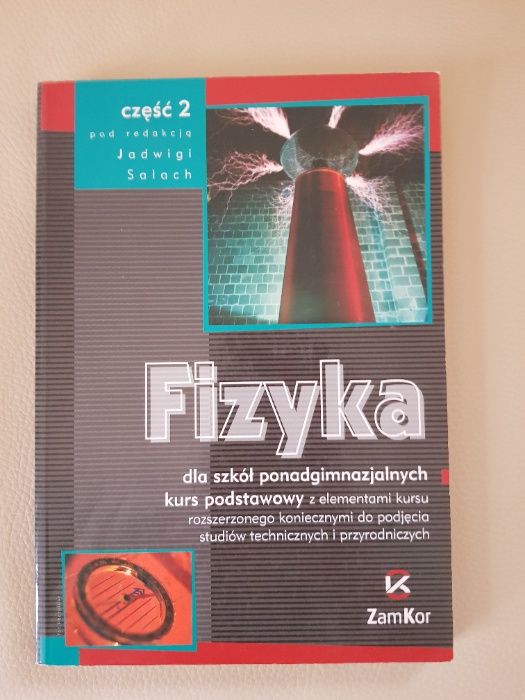 część 2
pod redakcją
Jadwigi
Salach
Fizyka
dla szkół ponadgimnazjalnych
kurs podstawowy z elementami kursu
rozszerzonego koniecznymi do podjęcia
studiów technicznych i przyrodniczych
ZamKor